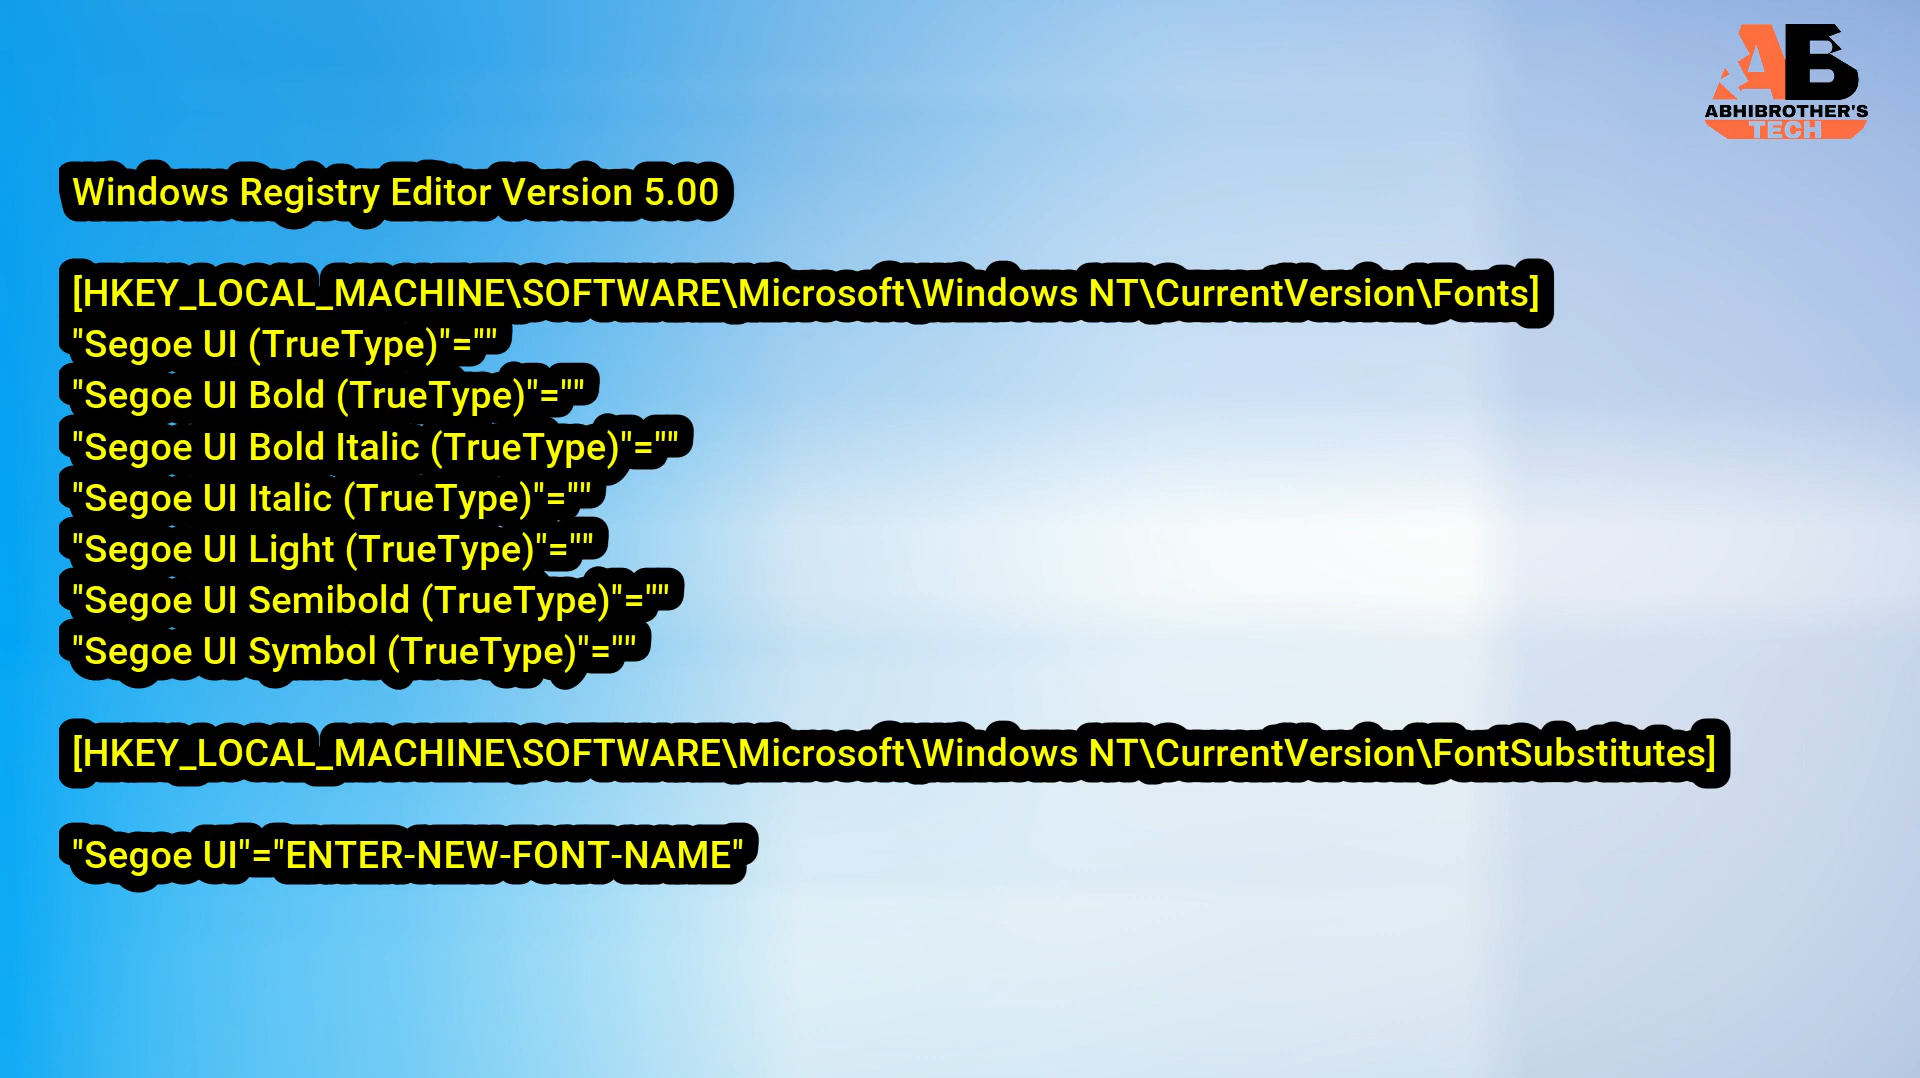 AB
ABHIBROTHER'S
TECH
Windows Registry Editor Version 5.00
[HKEY_LOCAL_MACHINE\SOFTWARE\Microsoft\Windows NT\CurrentVersion\Fonts]
"Segoe UI (TrueType)"=""
"Segoe UI Bold (TrueType)"=""
"Segoe UI Bold Italic (TrueType)"=""
"Segoe UI Italic (TrueType)"=""
"Segoe UI Light (TrueType)"=""
"Segoe UI Semibold (TrueType)"=""
"Segoe UI Symbol (TrueType)"=""
[HKEY_LOCAL_MACHINE\SOFTWARE\Microsoft\Windows NT\CurrentVersion\FontSubstitutes]
"Segoe UI"="ENTER-NEW-FONT-NAME"